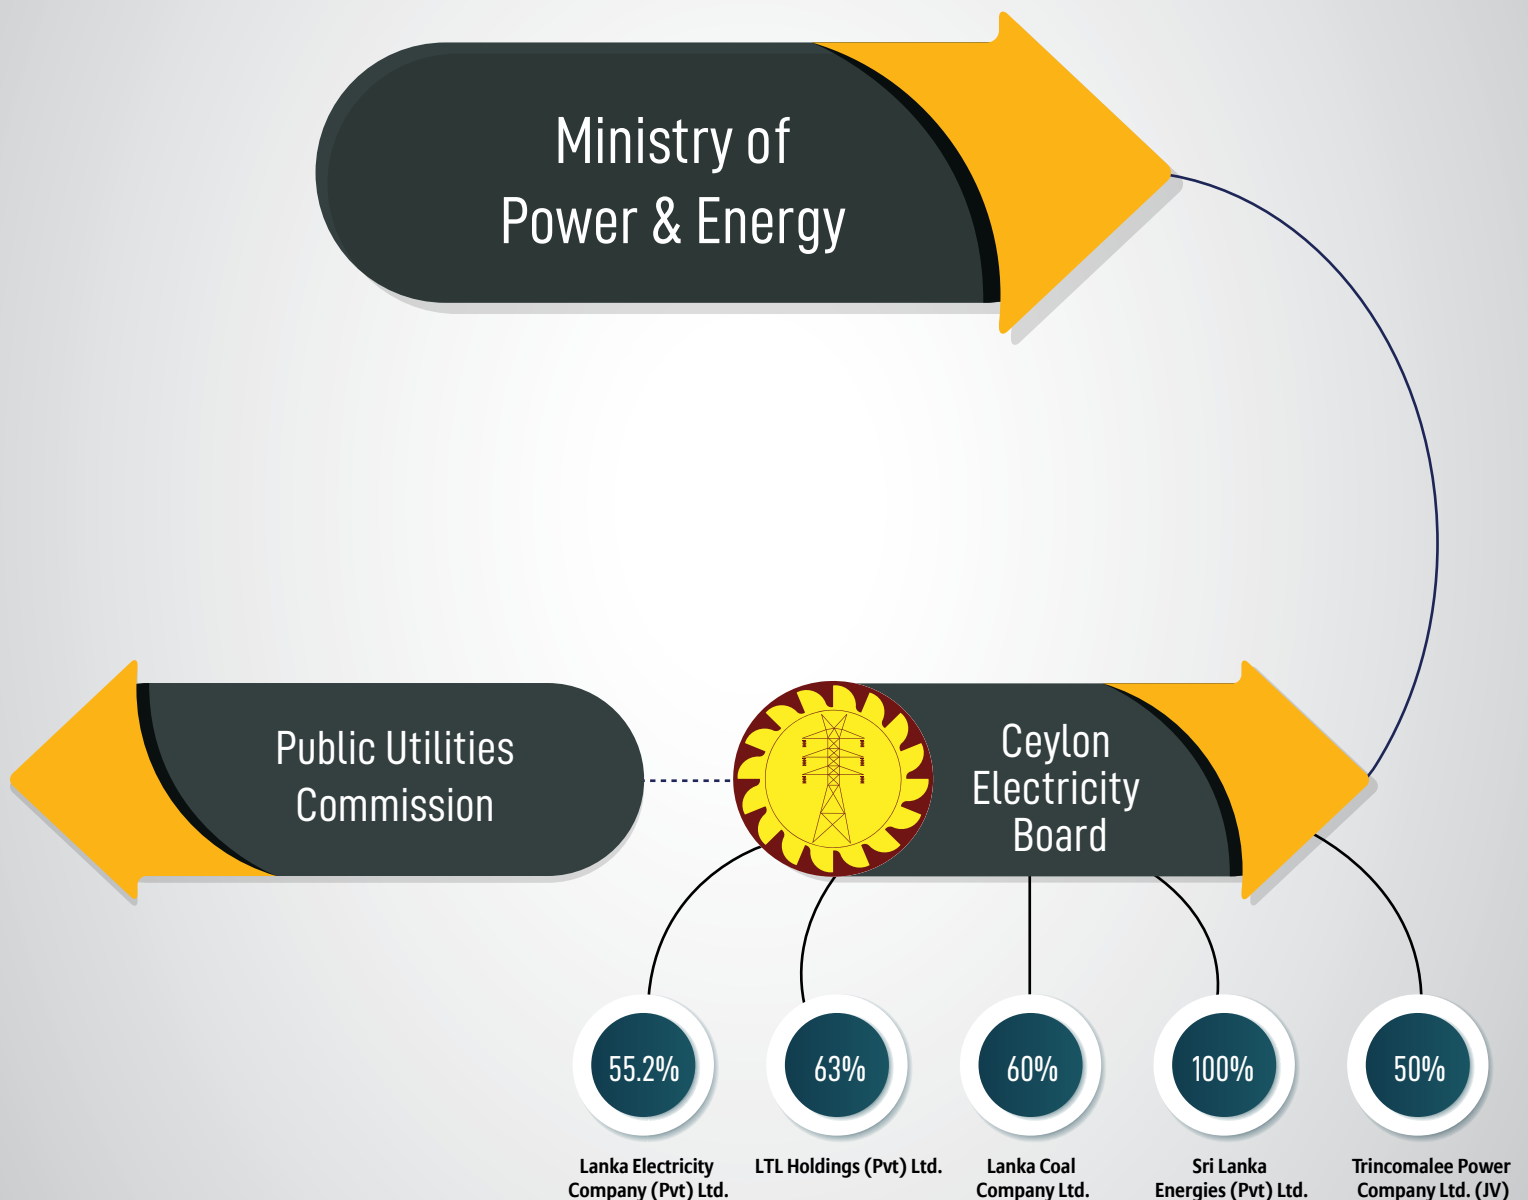 Ministry of
Power & Energy
Public Utilities
Commission
Ceylon
Electricity
Board
55.2%
63%
60%
100%
50%
Lanka Electricity
Company (Pvt) Ltd.
LTL Holdings (Pvt) Ltd.
Lanka Coal
Company Ltd.
Sri Lanka
Energies (Pvt) Ltd.
Trincomalee Power
Company Ltd. (JV)